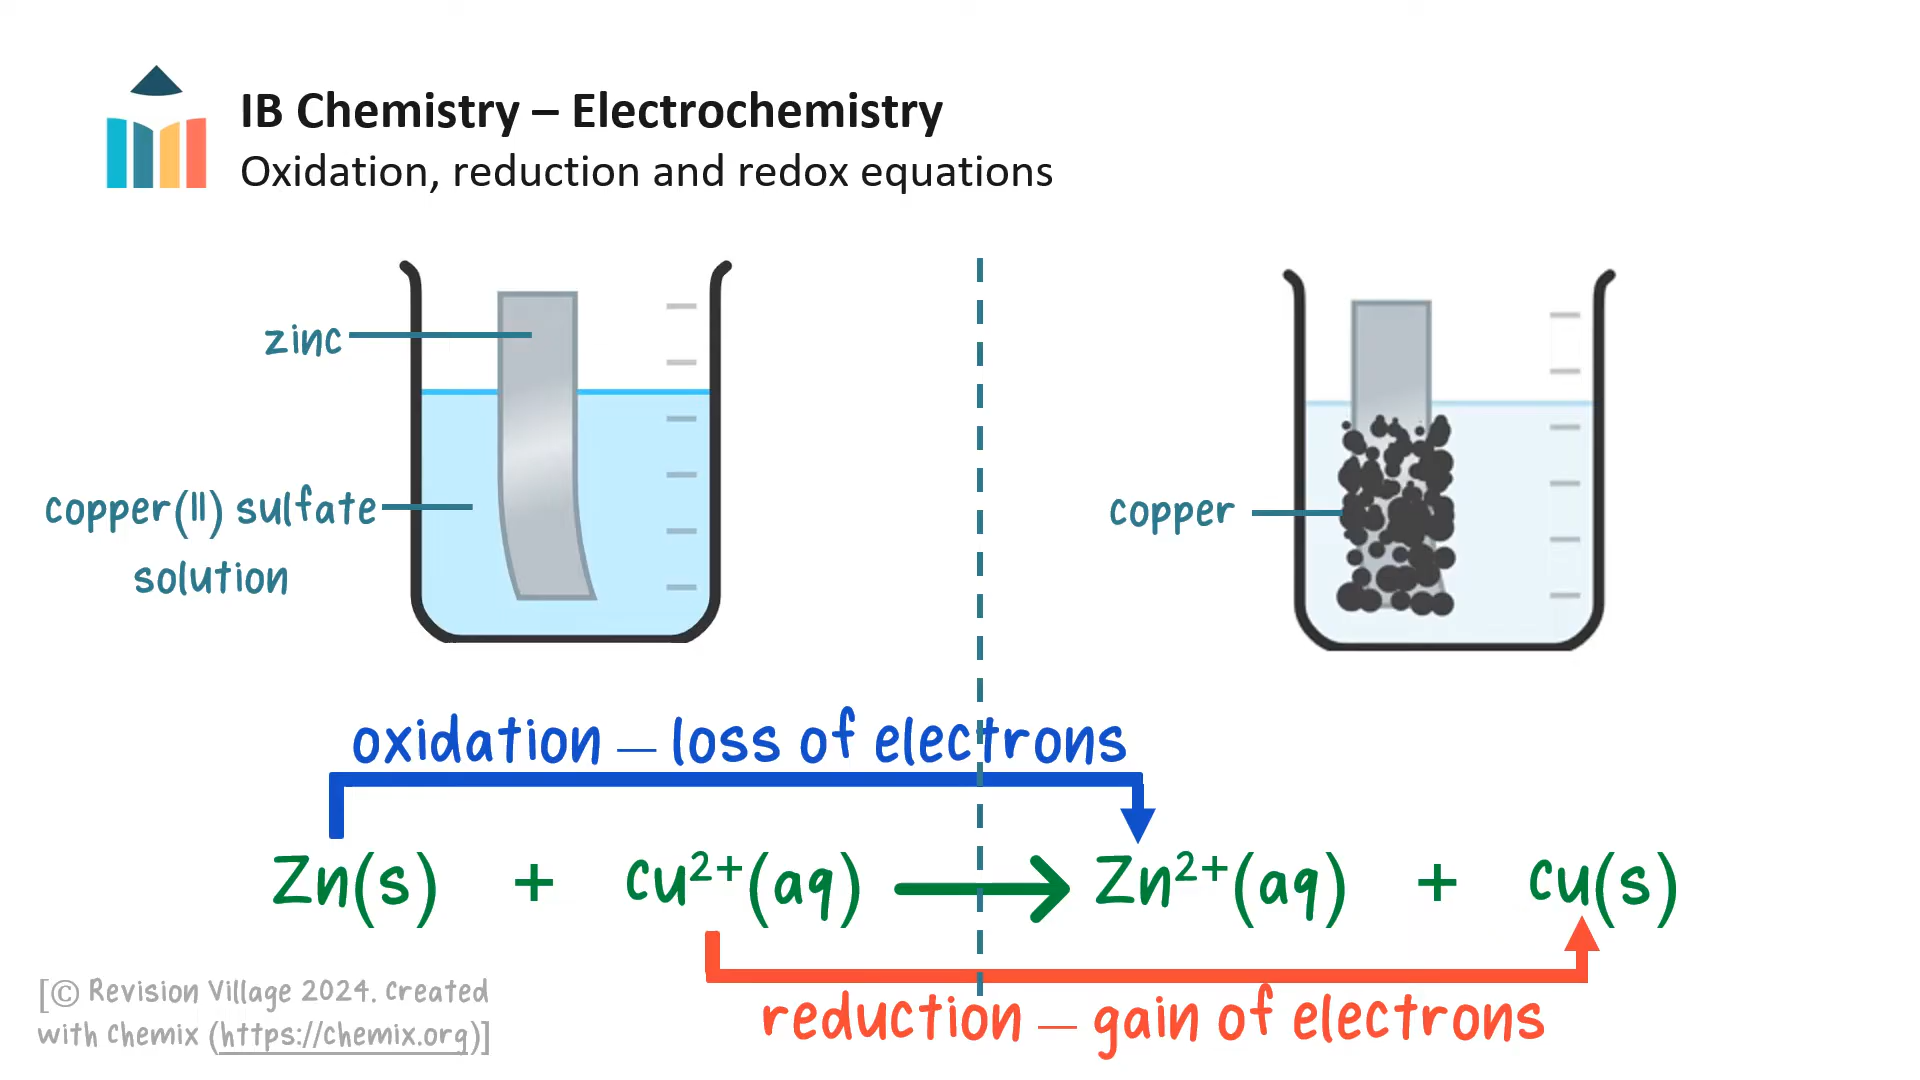 IB Chemistry – Electrochemistry
Oxidation, reduction and redox equations
zinc
copper(II) sulfate
solution
copper
oxidation — loss of electrons
Zn(s) + Cu²⁺(aq) → Zn²⁺(aq) + Cu(s)
reduction — gain of electrons
[© Revision Village 2024. Created
with Chemix (https://chemix.org)]